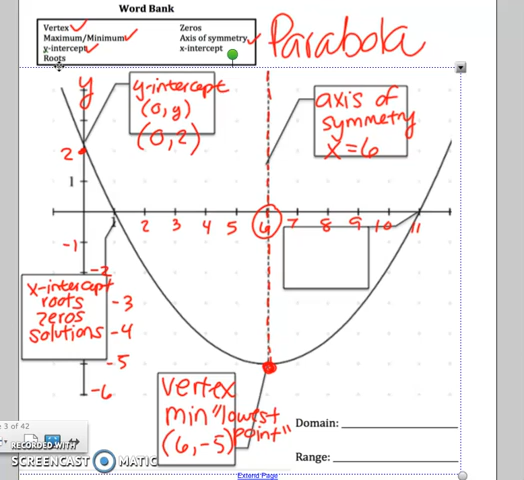 Word Bank
Vertex
Maximum/Minimum
y-intercept
Roots
Zeros
Axis of symmetry
x-intercept
Parabola
y
y-intercept
(0, y)
(0, 2)
axis of
symmetry
x = 6
2
1
-1
-2
-3
-4
-5
-6
1 2 3 4 5 6 7 8 9 10 11
x-intercept
roots
zeros
solutions
vertex
min "lowest
point"
(6, -5)
Domain:
Range:
3 of 42
RECORDED WITH
SCREENCAST MATIC
Extend Page